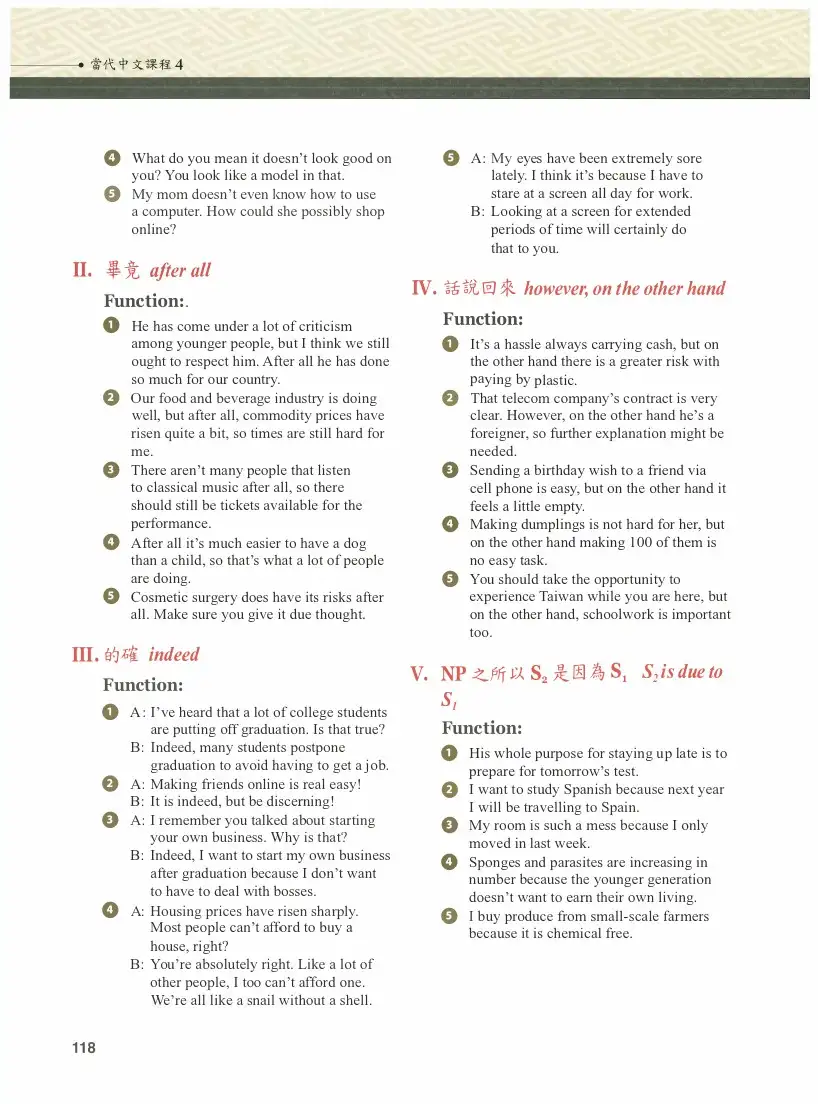 當代中文課程 4
4 What do you mean it doesn't look good on
you? You look like a model in that.
5 My mom doesn't even know how to use
a computer. How could she possibly shop
online?
II. 畢竟 after all
Function:.
1 He has come under a lot of criticism
among younger people, but I think we still
ought to respect him. After all he has done
so much for our country.
2 Our food and beverage industry is doing
well, but after all, commodity prices have
risen quite a bit, so times are still hard for
me.
3 There aren't many people that listen
to classical music after all, so there
should still be tickets available for the
performance.
4 After all it's much easier to have a dog
than a child, so that's what a lot of people
are doing.
5 Cosmetic surgery does have its risks after
all. Make sure you give it due thought.
III. 的確 indeed
Function:
1 A: I've heard that a lot of college students
are putting off graduation. Is that true?
B: Indeed, many students postpone
graduation to avoid having to get a job.
2 A: Making friends online is real easy!
B: It is indeed, but be discerning!
3 A: I remember you talked about starting
your own business. Why is that?
B: Indeed, I want to start my own business
after graduation because I don't want
to have to deal with bosses.
4 A: Housing prices have risen sharply.
Most people can't afford to buy a
house, right?
B: You're absolutely right. Like a lot of
other people, I too can't afford one.
We're all like a snail without a shell.
5 A: My eyes have been extremely sore
lately. I think it's because I have to
stare at a screen all day for work.
B: Looking at a screen for extended
periods of time will certainly do
that to you.
IV. 話說回來 however, on the other hand
Function:
1 It's a hassle always carrying cash, but on
the other hand there is a greater risk with
paying by plastic.
2 That telecom company's contract is very
clear. However, on the other hand he's a
foreigner, so further explanation might be
needed.
3 Sending a birthday wish to a friend via
cell phone is easy, but on the other hand it
feels a little empty.
4 Making dumplings is not hard for her, but
on the other hand making 100 of them is
no easy task.
5 You should take the opportunity to
experience Taiwan while you are here, but
on the other hand, schoolwork is important
too.
V. NP 之所以 S₂ 是因為 S₁ S₂ is due to
S₁
Function:
1 His whole purpose for staying up late is to
prepare for tomorrow's test.
2 I want to study Spanish because next year
I will be travelling to Spain.
3 My room is such a mess because I only
moved in last week.
4 Sponges and parasites are increasing in
number because the younger generation
doesn't want to earn their own living.
5 I buy produce from small-scale farmers
because it is chemical free.
118